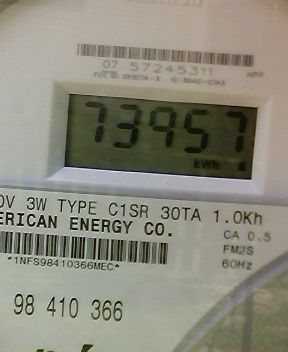 07 57245311
73957
kWh
0V 3W TYPE C1SR 30TA 1.0Kh
ERICAN ENERGY CO. CA 0.5
FM2S
*1NFS98410366MEC* 60Hz
98 410 366